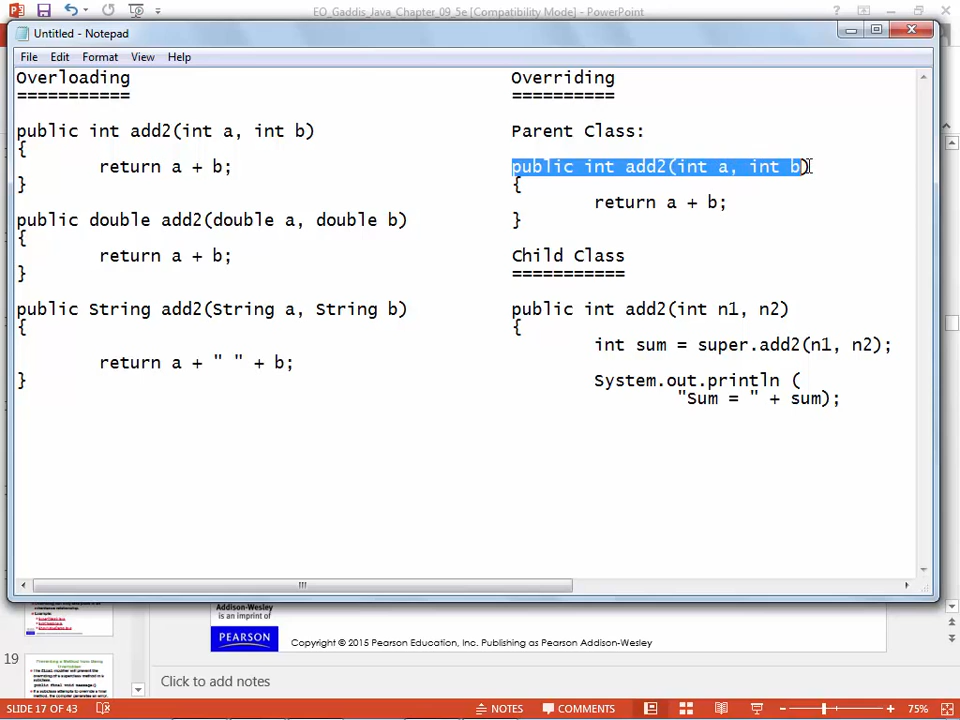 EO_Gaddis_Java_Chapter_09_5e [Compatibility Mode] - PowerPoint
Untitled - Notepad
File Edit Format View Help
Overloading
===========
public int add2(int a, int b)
{
return a + b;
}
public double add2(double a, double b)
{
return a + b;
}
public String add2(String a, String b)
{
return a + " " + b;
}
Overriding
==========
Parent Class:
public int add2(int a, int b)
{
return a + b;
}
Child Class
===========
public int add2(int n1, n2)
{
int sum = super.add2(n1, n2);
System.out.println (
"Sum = " + sum);
19
Addison-Wesley
is an imprint of
PEARSON
Copyright © 2015 Pearson Education, Inc. Publishing as Pearson Addison-Wesley
Click to add notes
SLIDE 17 OF 43
NOTES
COMMENTS
75%